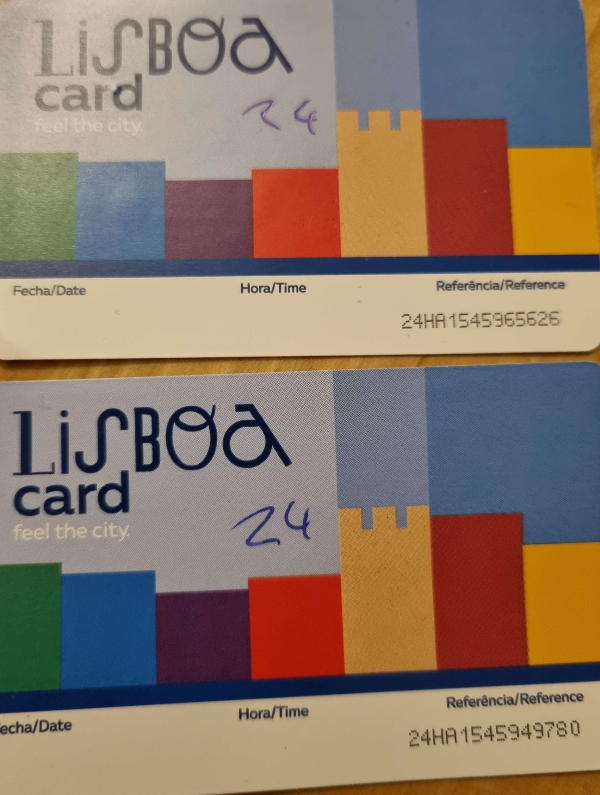 LiSBOA
card
feel the city.
24
Fecha/Date Hora/Time Referência/Reference
24HA1545965626
LiSBOA
card
feel the city.
24
echa/Date Hora/Time Referência/Reference
24HA1545949780